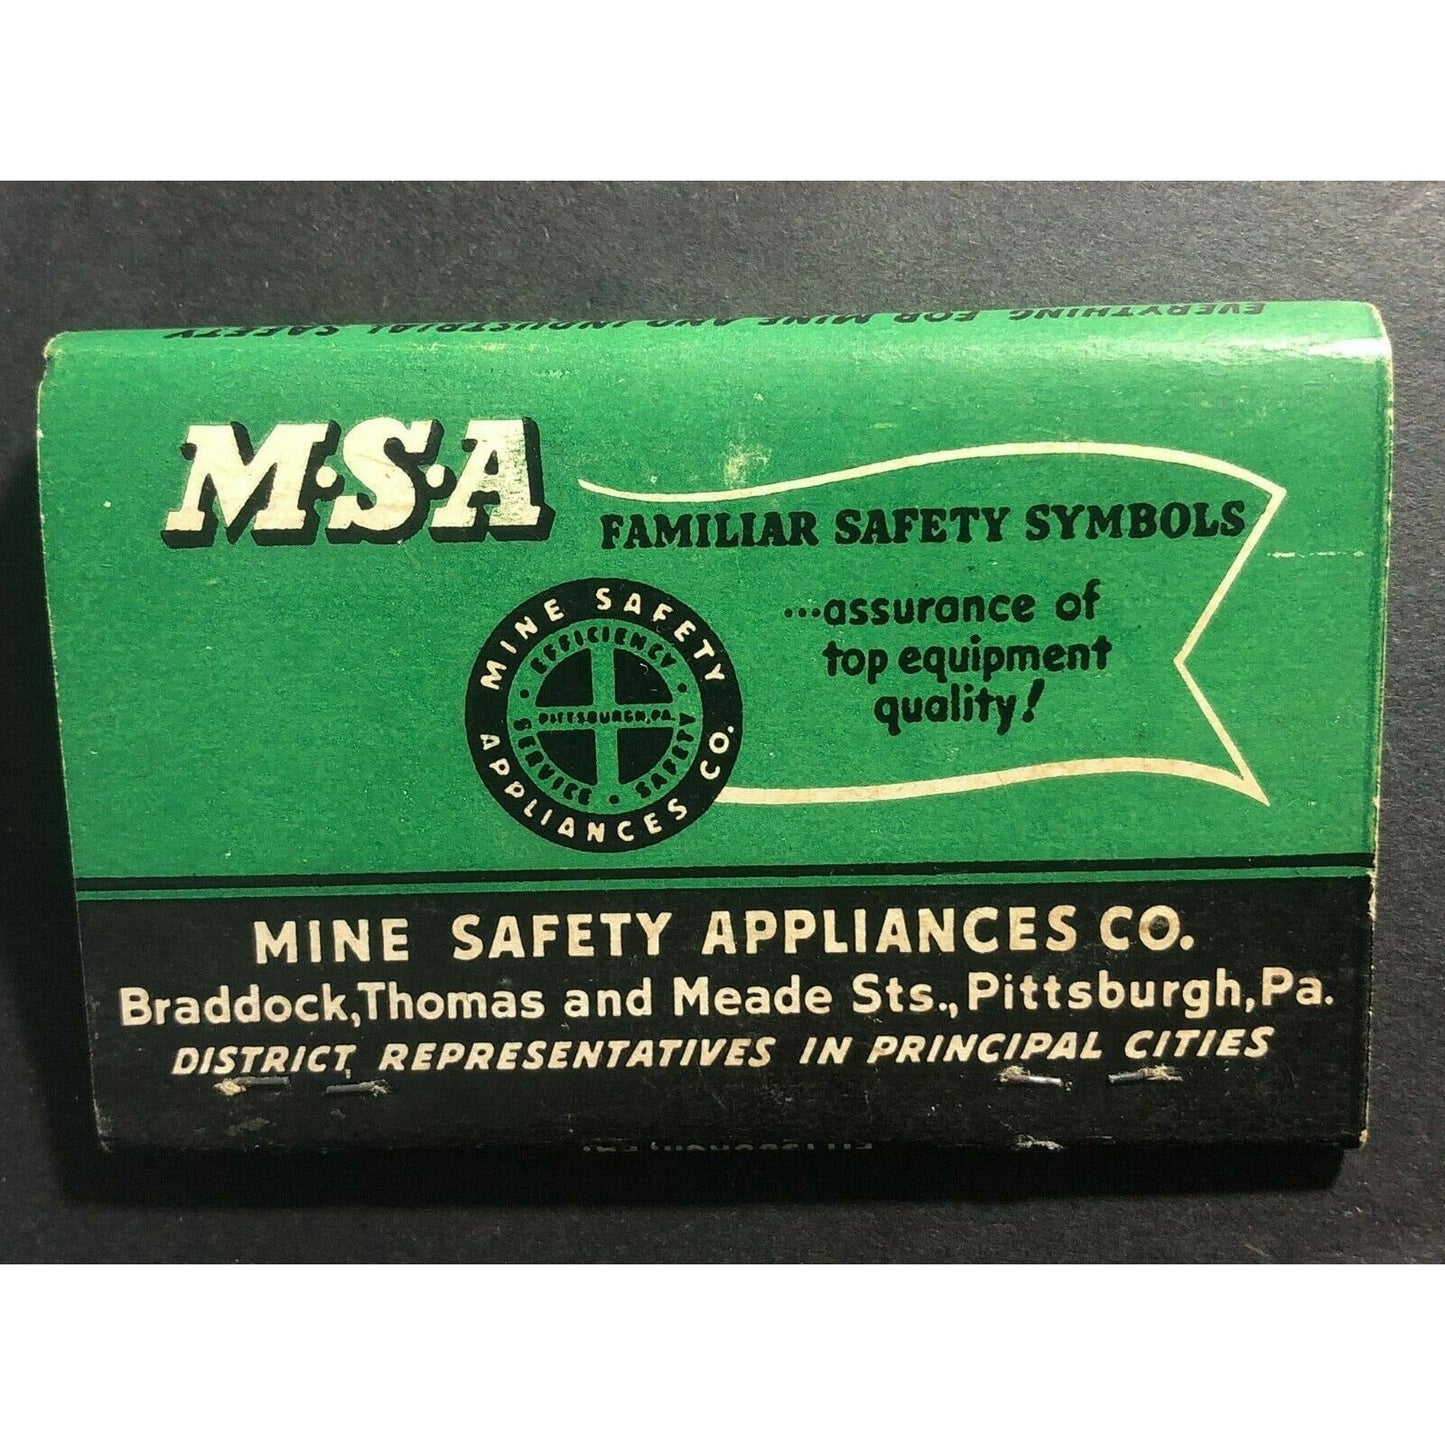 EVERYTHING FOR MINE AND INDUSTRIAL SAFETY
M·S·A
FAMILIAR SAFETY SYMBOLS
...assurance of
top equipment
quality!
MINE SAFETY APPLIANCES CO.
EFFICIENCY · SAFETY · SERVICE
PITTSBURGH, PA.
MINE SAFETY APPLIANCES CO.
Braddock, Thomas and Meade Sts., Pittsburgh, Pa.
DISTRICT REPRESENTATIVES IN PRINCIPAL CITIES
PITTSBURGH, PA